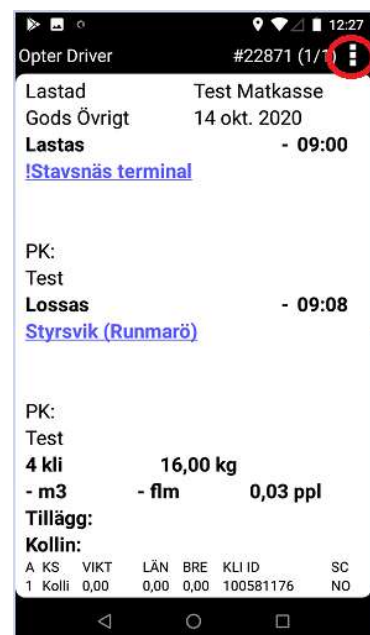 12:27
Opter Driver #22871 (1/1)
Lastad Test Matkasse
Gods Övrigt 14 okt. 2020
Lastas - 09:00
!Stavsnäs terminal
PK:
Test
Lossas - 09:08
Styrsvik (Runmarö)
PK:
Test
4 kli 16,00 kg
- m3 - flm 0,03 ppl
Tillägg:
Kollin:
A KS VIKT LÄN BRE KLI ID SC
1 Kolli 0,00 0,00 0,00 100581176 NO